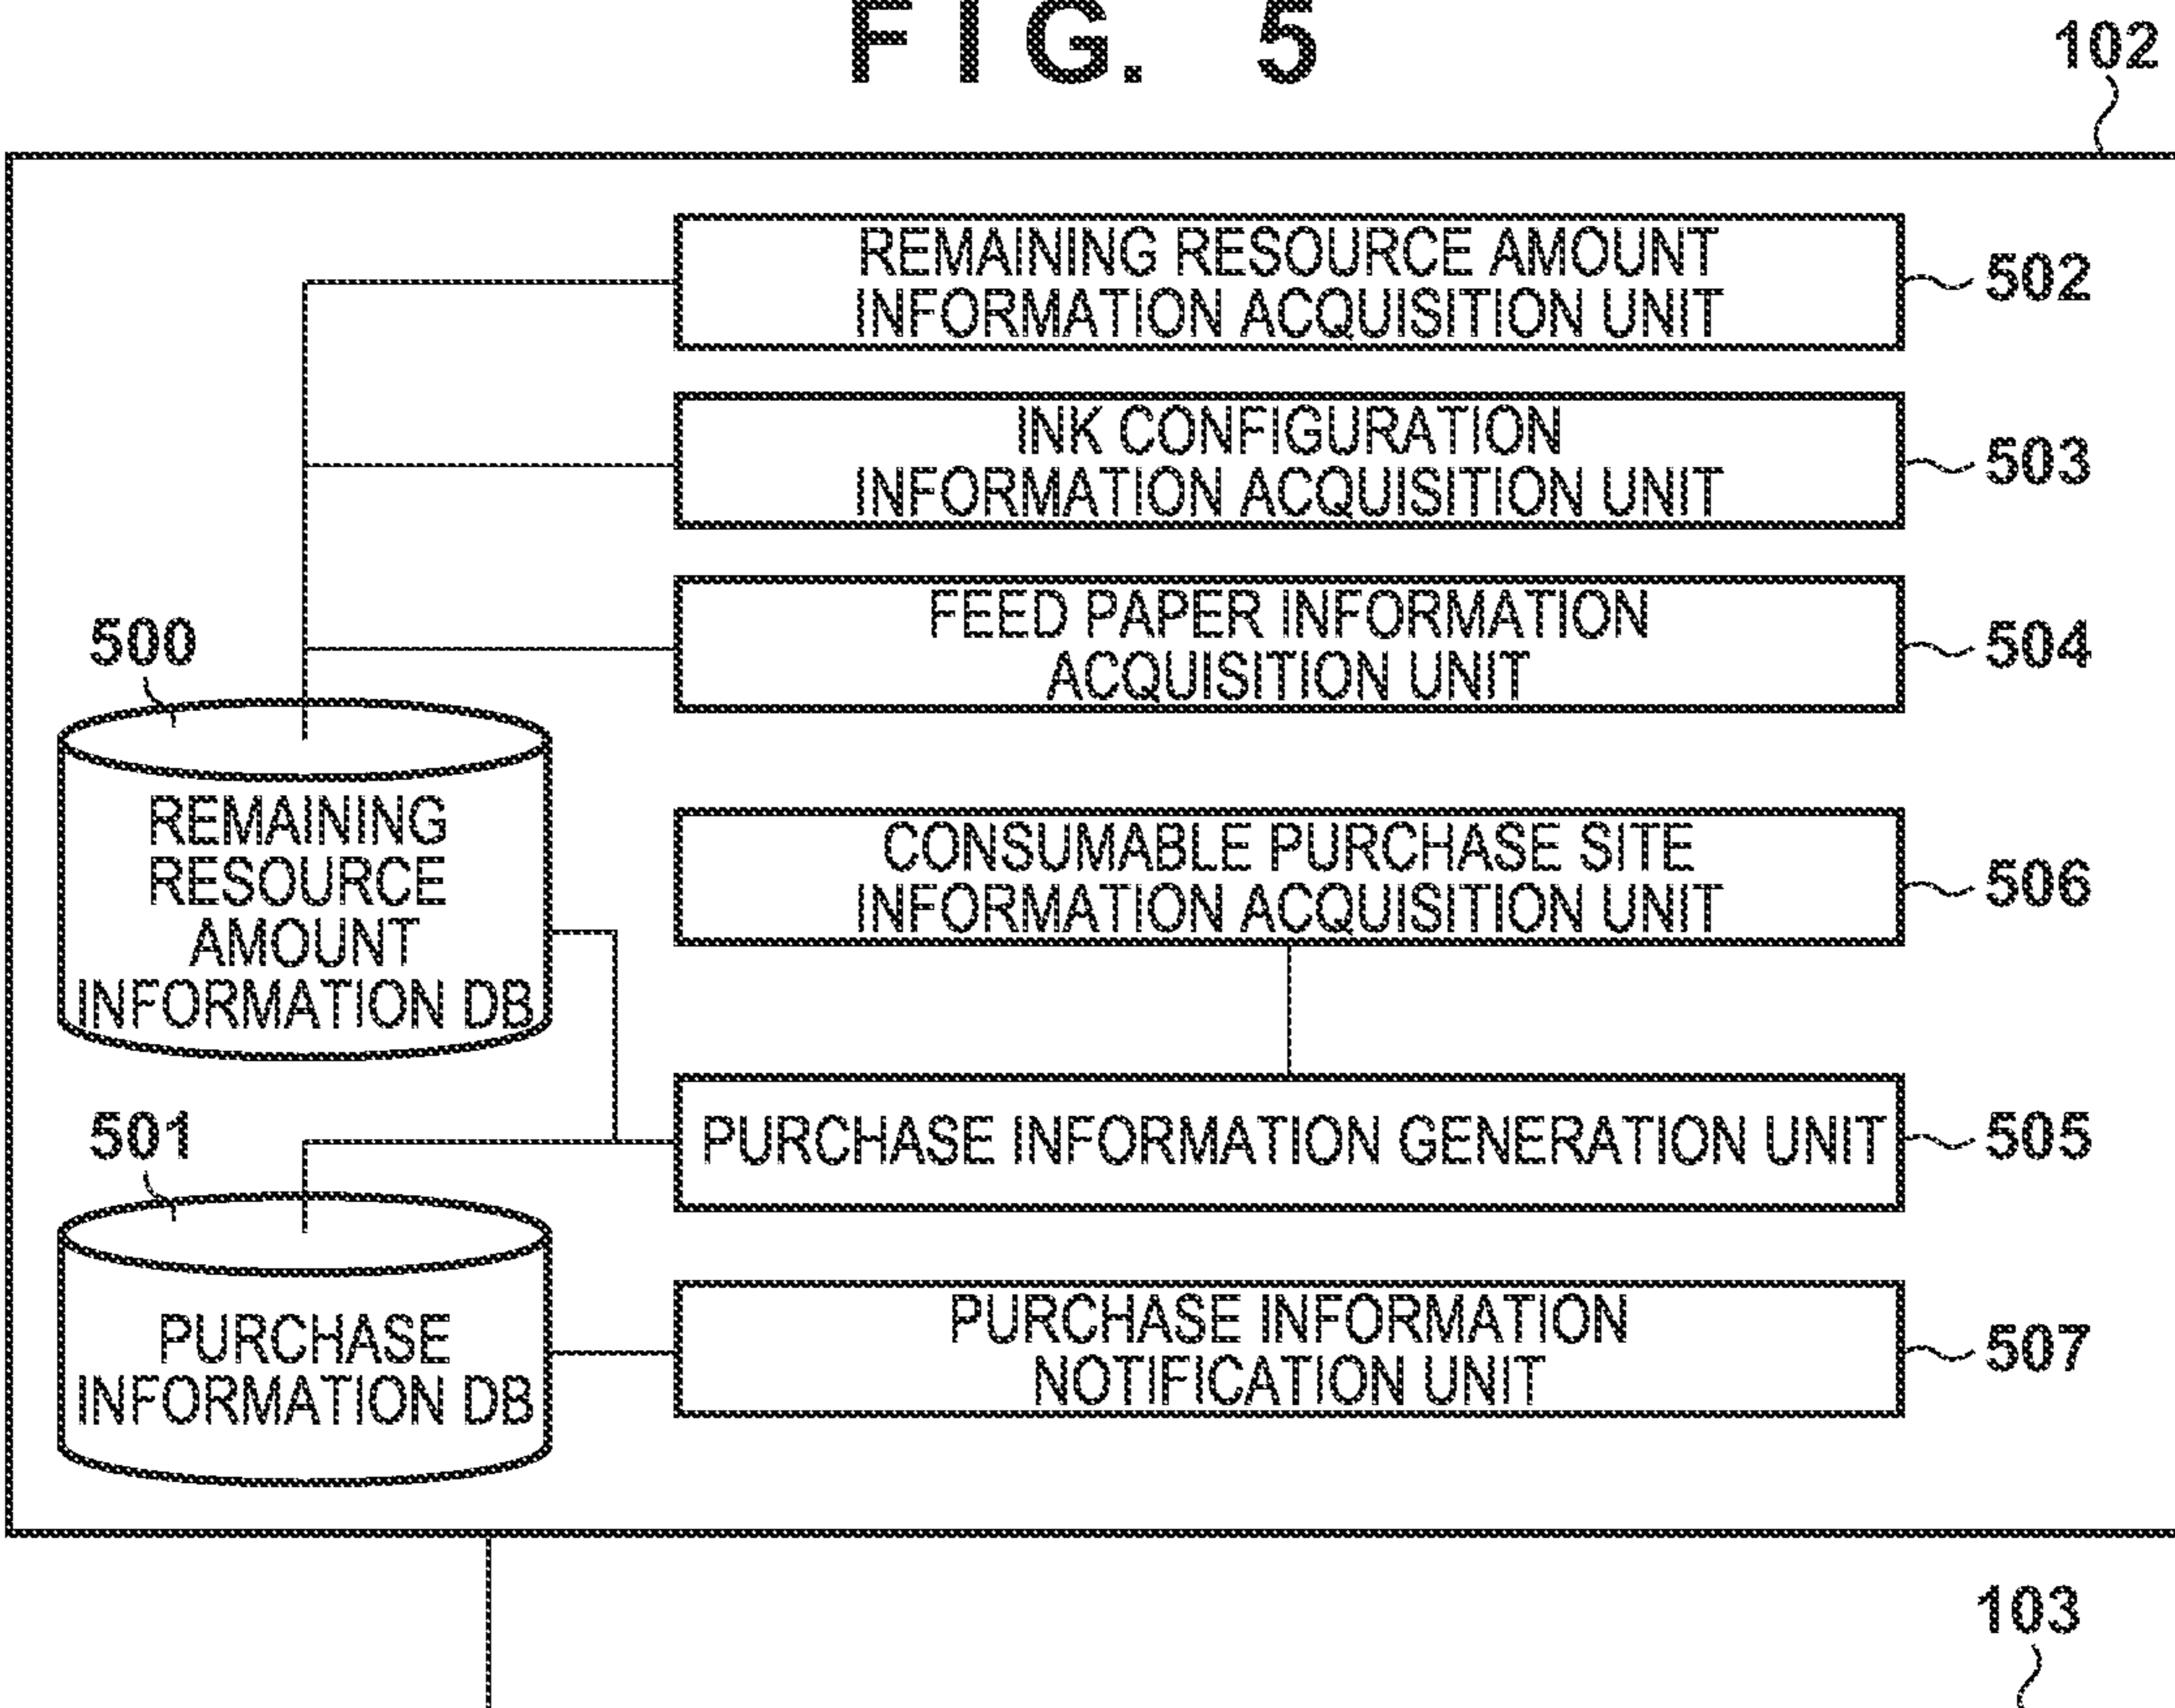 FIG. 5
102
REMAINING RESOURCE AMOUNT
INFORMATION ACQUISITION UNIT
502
INK CONFIGURATION
INFORMATION ACQUISITION UNIT
503
FEED PAPER INFORMATION
ACQUISITION UNIT
504
500
REMAINING
RESOURCE
AMOUNT
INFORMATION DB
CONSUMABLE PURCHASE SITE
INFORMATION ACQUISITION UNIT
506
501
PURCHASE INFORMATION GENERATION UNIT
505
PURCHASE
INFORMATION DB
PURCHASE INFORMATION
NOTIFICATION UNIT
507
103